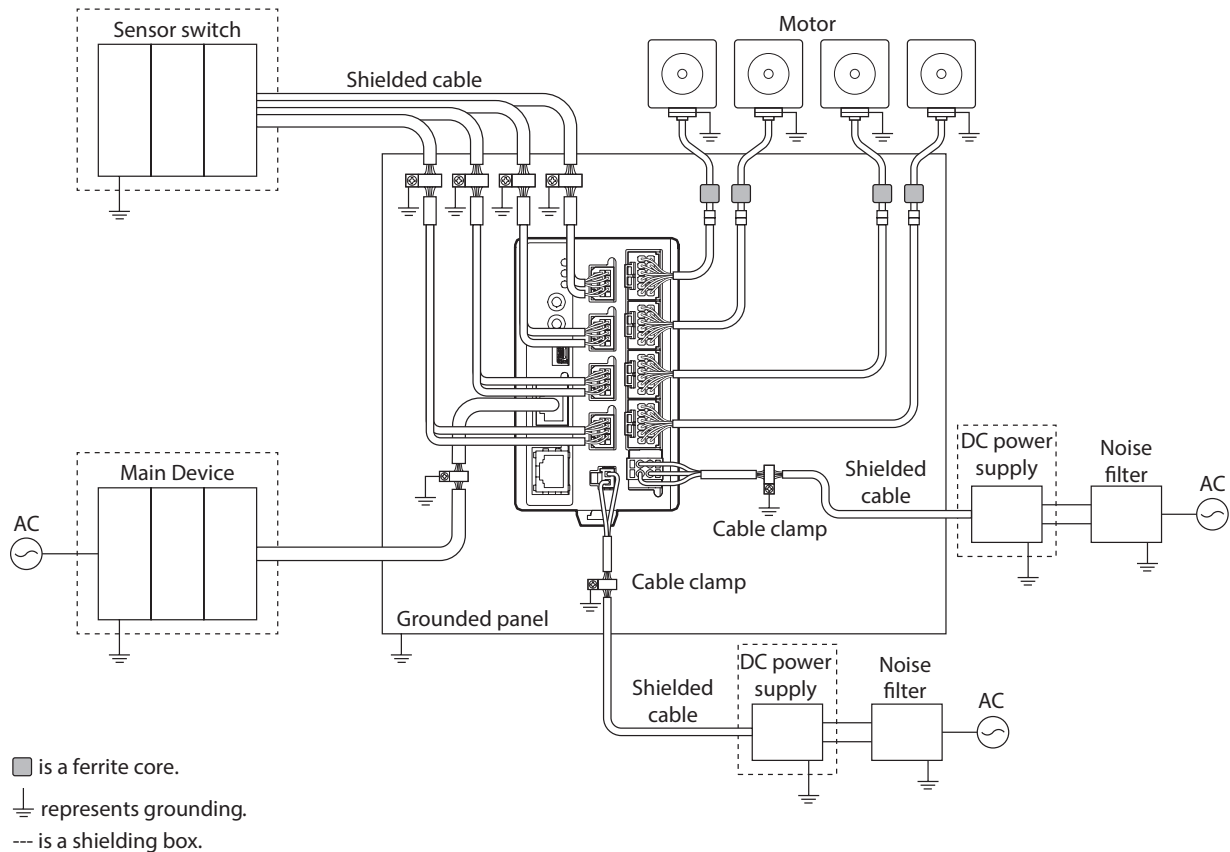 Sensor switch
Shielded cable
Motor
Main Device
AC
DC power
supply
Noise
filter
AC
Shielded
cable
Cable clamp
Cable clamp
Grounded panel
DC power
supply
Noise
filter
AC
Shielded
cable
is a ferrite core.
represents grounding.
--- is a shielding box.